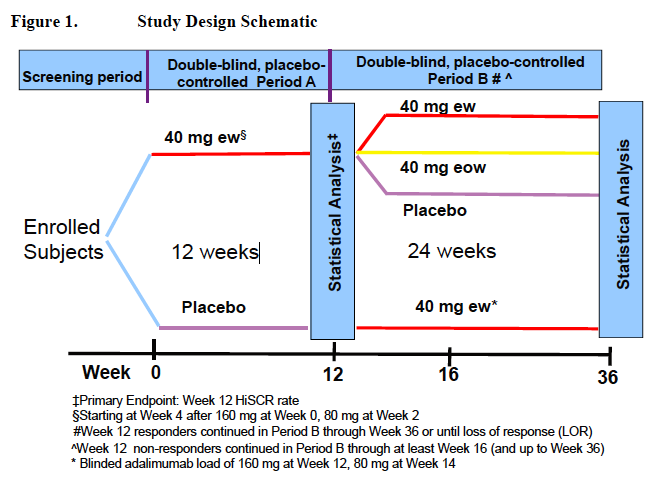 Figure 1. Study Design Schematic
Screening period
Double-blind, placebo-
controlled Period A
Double-blind, placebo-controlled
Period B # ^
40 mg ew§
Statistical Analysis‡
40 mg ew
40 mg eow
Placebo
Statistical Analysis
Enrolled
Subjects
12 weeks
24 weeks
Placebo
40 mg ew*
Week 0 12 16 36
‡Primary Endpoint: Week 12 HiSCR rate
§Starting at Week 4 after 160 mg at Week 0, 80 mg at Week 2
#Week 12 responders continued in Period B through Week 36 or until loss of response (LOR)
^Week 12 non-responders continued in Period B through at least Week 16 (and up to Week 36)
* Blinded adalimumab load of 160 mg at Week 12, 80 mg at Week 14